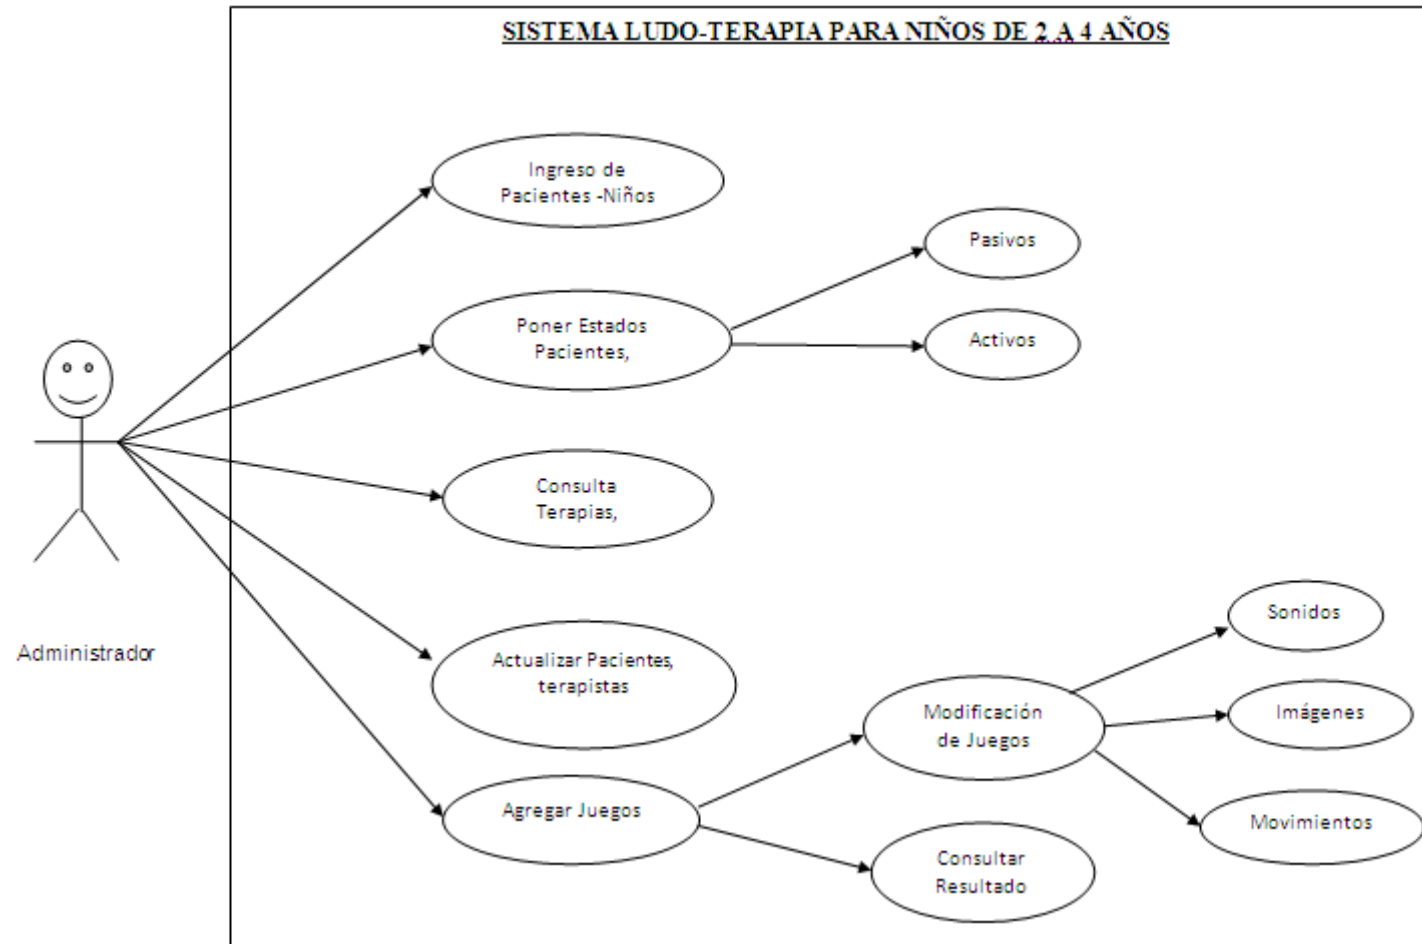 SISTEMA LUDO-TERAPIA PARA NIÑOS DE 2 A 4 AÑOS
Ingreso de
Pacientes -Niños
Pasivos
Poner Estados
Pacientes,
Activos
Consulta
Terapias,
Administrador
Actualizar Pacientes,
terapistas
Sonidos
Modificación
de Juegos
Imágenes
Agregar Juegos
Movimientos
Consultar
Resultado